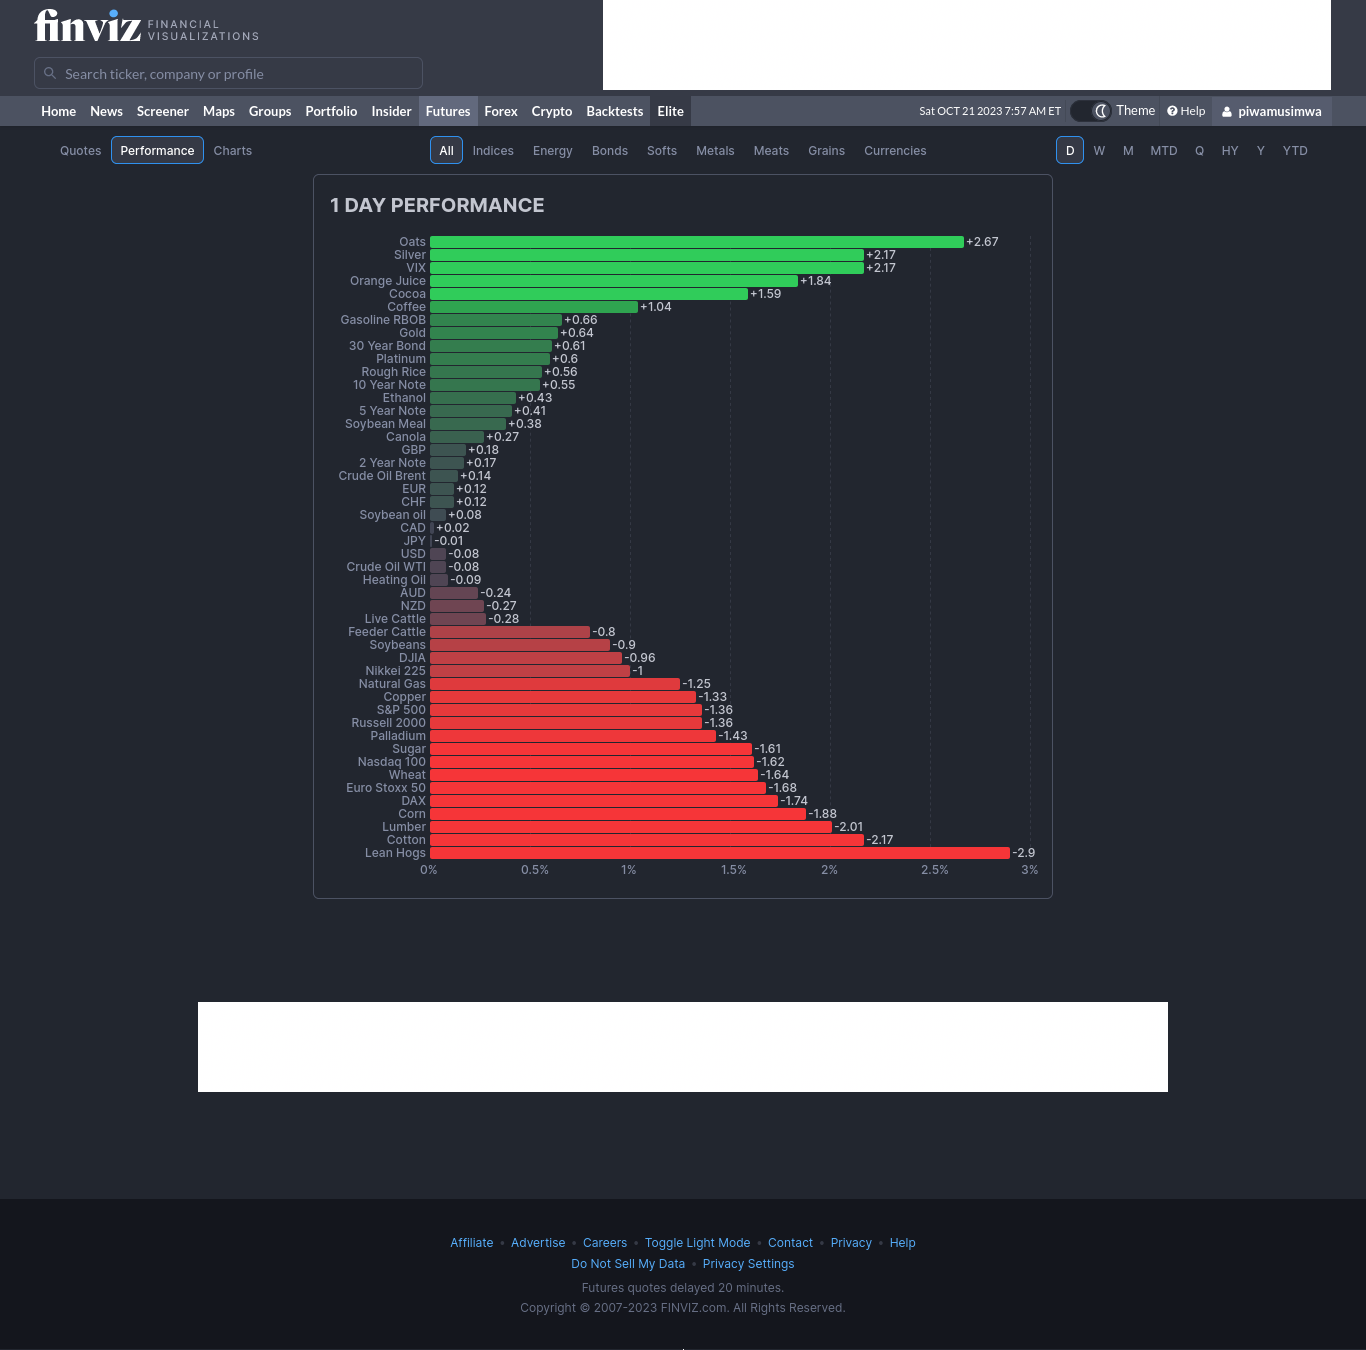 finviz FINANCIAL
VISUALIZATIONS
Search ticker, company or profile
Home News Screener Maps Groups Portfolio Insider Futures Forex Crypto Backtests Elite Sat OCT 21 2023 7:57 AM ET Theme Help piwamusimwa
Quotes Performance Charts All Indices Energy Bonds Softs Metals Meats Grains Currencies D W M MTD Q HY Y YTD
1 DAY PERFORMANCE
Oats +2.67
Silver +2.17
VIX +2.17
Orange Juice +1.84
Cocoa +1.59
Coffee +1.04
Gasoline RBOB +0.66
Gold +0.64
30 Year Bond +0.61
Platinum +0.6
Rough Rice +0.56
10 Year Note +0.55
Ethanol +0.43
5 Year Note +0.41
Soybean Meal +0.38
Canola +0.27
GBP +0.18
2 Year Note +0.17
Crude Oil Brent +0.14
EUR +0.12
CHF +0.12
Soybean oil +0.08
CAD +0.02
JPY -0.01
USD -0.08
Crude Oil WTI -0.08
Heating Oil -0.09
AUD -0.24
NZD -0.27
Live Cattle -0.28
Feeder Cattle -0.8
Soybeans -0.9
DJIA -0.96
Nikkei 225 -1
Natural Gas -1.25
Copper -1.33
S&P 500 -1.36
Russell 2000 -1.36
Palladium -1.43
Sugar -1.61
Nasdaq 100 -1.62
Wheat -1.64
Euro Stoxx 50 -1.68
DAX -1.74
Corn -1.88
Lumber -2.01
Cotton -2.17
Lean Hogs -2.9
0% 0.5% 1% 1.5% 2% 2.5% 3%
Affiliate • Advertise • Careers • Toggle Light Mode • Contact • Privacy • Help
Do Not Sell My Data • Privacy Settings
Futures quotes delayed 20 minutes.
Copyright © 2007-2023 FINVIZ.com. All Rights Reserved.